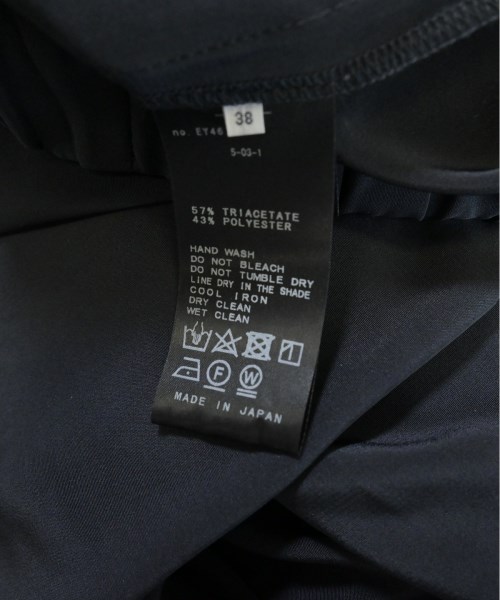 38
no. EY46
5-03-1
57% TRIACETATE
43% POLYESTER
HAND WASH
DO NOT BLEACH
DO NOT TUMBLE DRY
LINE DRY IN THE SHADE
COOL IRON
DRY CLEAN
WET CLEAN
F W
MADE IN JAPAN